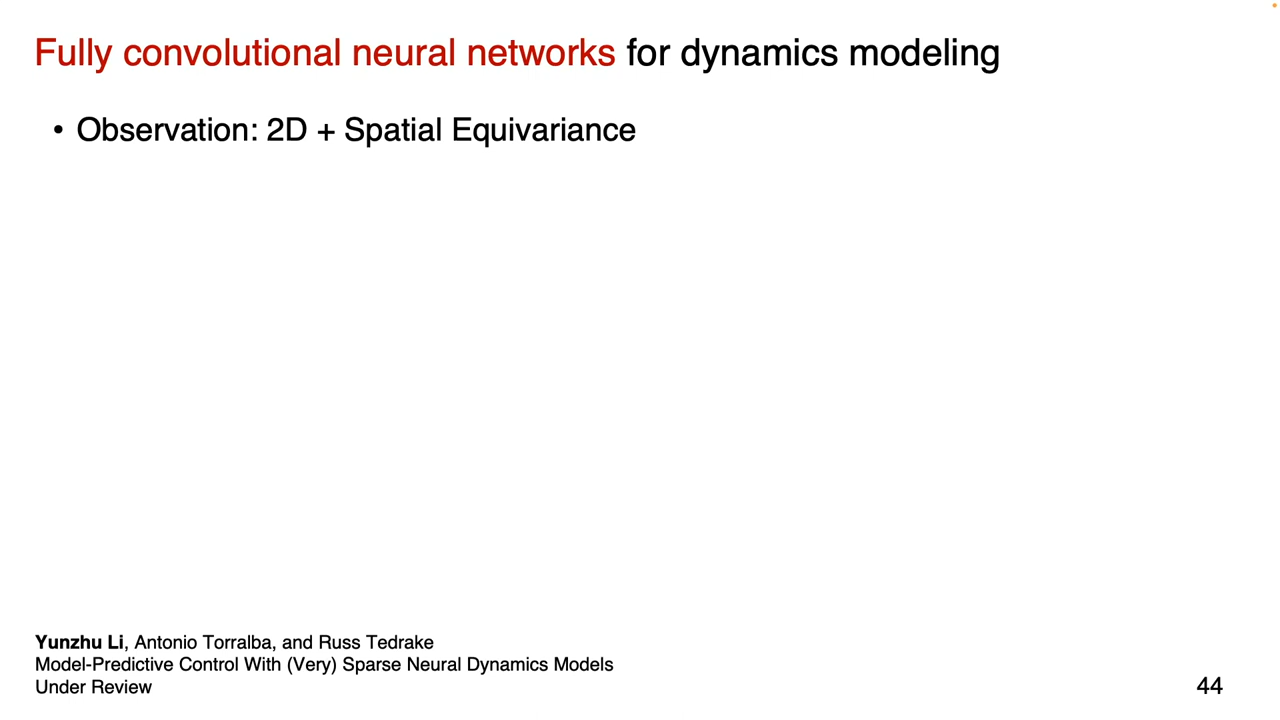 Fully convolutional neural networks for dynamics modeling
• Observation: 2D + Spatial Equivariance
Yunzhu Li, Antonio Torralba, and Russ Tedrake
Model-Predictive Control With (Very) Sparse Neural Dynamics Models
Under Review
44